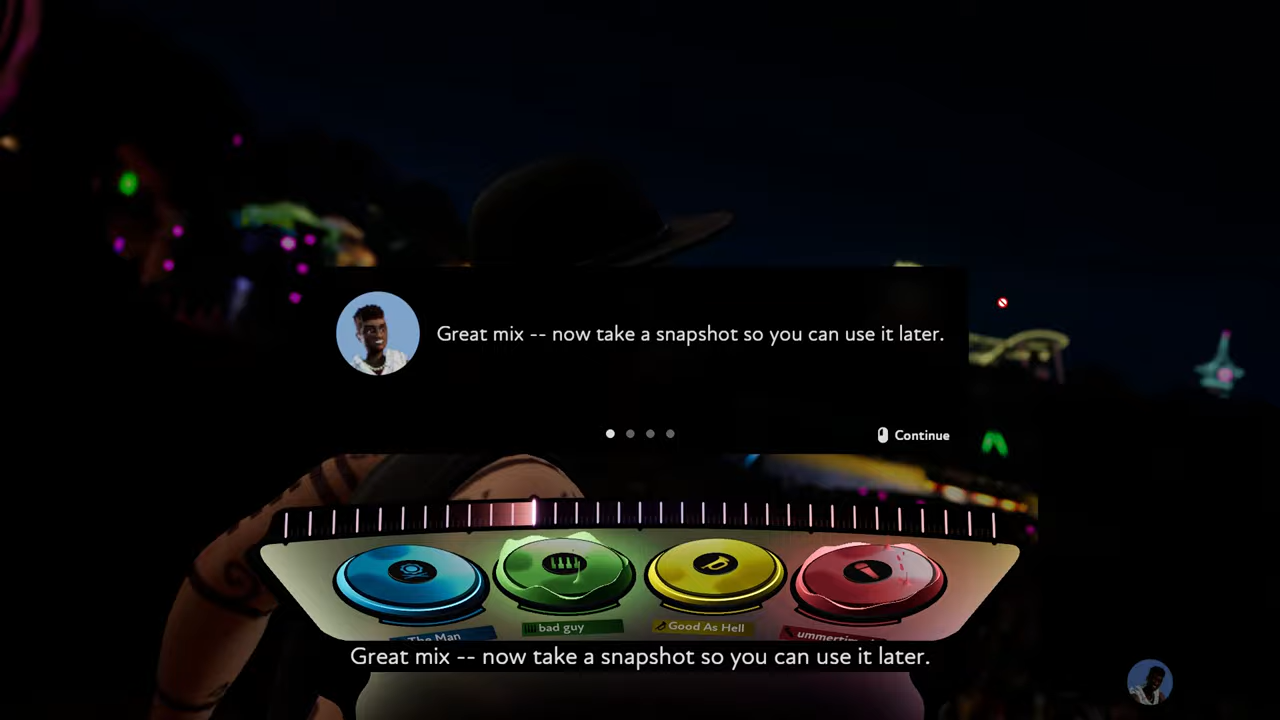 Great mix -- now take a snapshot so you can use it later.
Continue
The Man
bad guy
Good As Hell
ummertime
Great mix -- now take a snapshot so you can use it later.